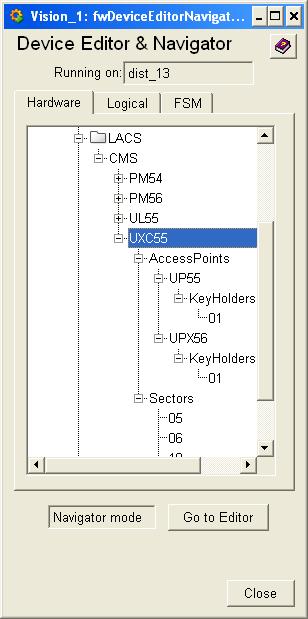 Vision_1: fwDeviceEditorNavigat...
Device Editor & Navigator
Running on: dist_13
Hardware Logical FSM
LACS
CMS
PM54
PM56
UL55
UXC55
AccessPoints
UP55
KeyHolders
01
UPX56
KeyHolders
01
Sectors
05
06
Navigator mode Go to Editor
Close